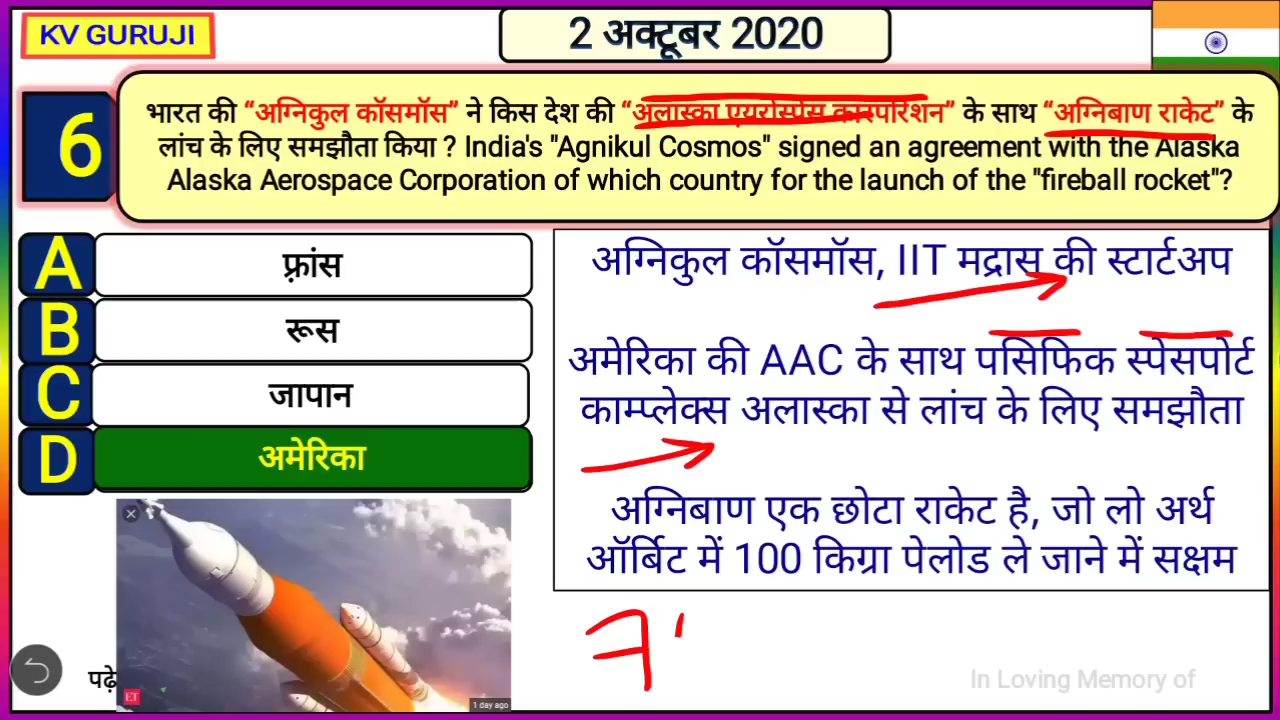 KV GURUJI
2 अक्टूबर 2020
6
भारत की “अग्निकुल कॉसमॉस” ने किस देश की “अलास्का एयरोस्पेस कारपोरेशन” के साथ “अग्निबाण राकेट” के
लांच के लिए समझौता किया ? India's "Agnikul Cosmos" signed an agreement with the Alaska
Alaska Aerospace Corporation of which country for the launch of the "fireball rocket"?
A फ़्रांस
B रूस
C जापान
D अमेरिका
अग्निकुल कॉसमॉस, IIT मद्रास की स्टार्टअप
अमेरिका की AAC के साथ पसिफिक स्पेसपोर्ट
काम्प्लेक्स अलास्का से लांच के लिए समझौता
अग्निबाण एक छोटा राकेट है, जो लो अर्थ
ऑर्बिट में 100 किग्रा पेलोड ले जाने में सक्षम
पढ़े
ET
1 day ago
In Loving Memory of